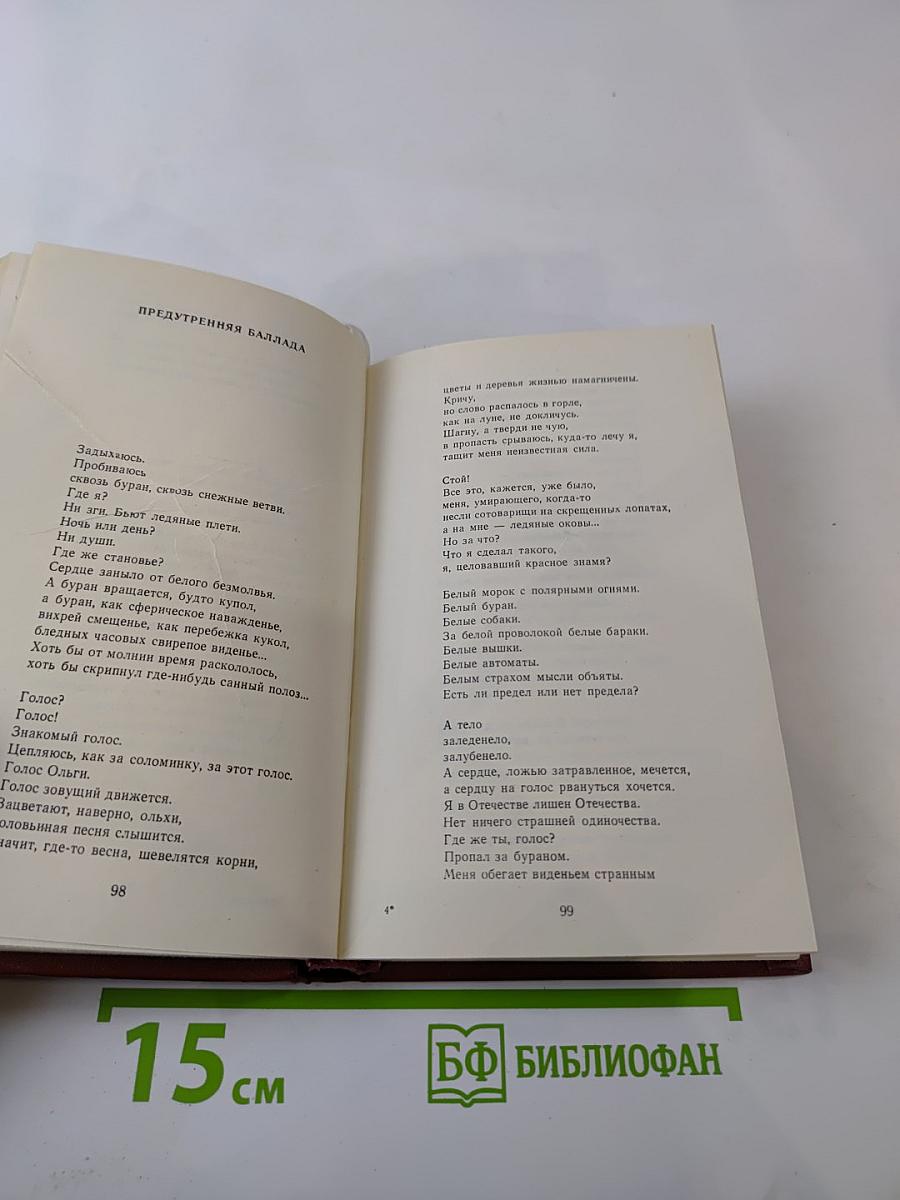 ПРЕДУТРЕННЯЯ БАЛЛАДА
Задыхаюсь.
Пробиваюсь
сквозь буран, сквозь снежные ветви.
Где я?
Ни зги. Бьют ледяные плети.
Ночь или день?
Ни души.
Где же становье?
Сердце заныло от белого безмолвья.
А буран вращается, будто купол,
а буран, как сферическое наважденье,
вихрей смещенье, как перебежка кукол,
бледных часовых свирепое виденье...
Хоть бы от молнии время раскололось,
хоть бы скрипнул где-нибудь санный полоз...
Голос?
Голос!
Знакомый голос.
Цепляюсь, как за соломинку, за этот голос.
Голос Ольги.
Голос зовущий движется.
Зацветают, наверно, ольхи,
оловьиная песня слышится.
начит, где-то весна, шевелятся корни,
98
цветы и деревья жизнью намагничены.
Кричу,
но слово распалось в горле,
как на луне, не докличусь.
Шагну, а тверди не чую,
в пропасть срываюсь, куда-то лечу я,
тащит меня неизвестная сила.
Стой!
Все это, кажется, уже было,
меня, умирающего, когда-то
несли сотоварищи на скрещенных лопатах,
а на мне — ледяные оковы...
Но за что?
Что я сделал такого,
я, целовавший красное знамя?
Белый морок с полярными огнями.
Белый буран.
Белые собаки.
За белой проволокой белые бараки.
Белые вышки.
Белые автоматы.
Белым страхом мысли объяты.
Есть ли предел или нет предела?
А тело
заледенело,
залубенело.
А сердце, ложью затравленное, мечется,
а сердцу на голос рвануться хочется.
Я в Отечестве лишен Отечества.
Нет ничего страшней одиночества.
Где же ты, голос?
Пропал за бураном.
Меня обегает виденьем странным
4*
99
15 см
БФ БИБЛИОФАН